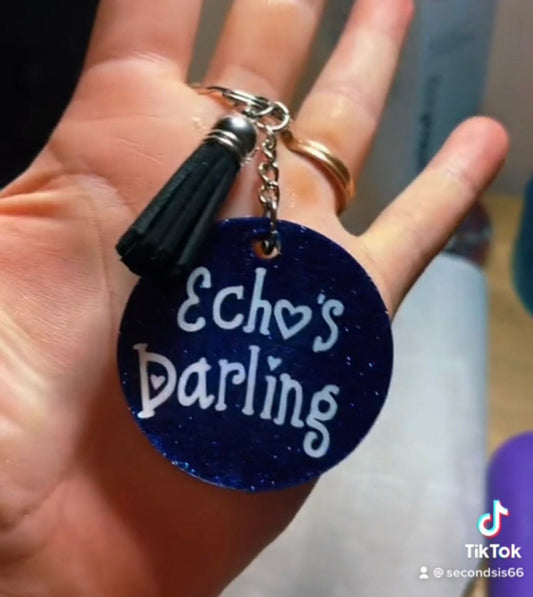 Echo's
Darling
TikTok
@ secondsis66